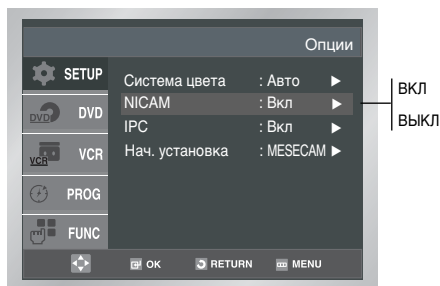 Опции
SETUP
Система цвета : Авто ▶
NICAM : Вкл ▶
IPC : Вкл ▶
Нач. установка : MESECAM ▶
ВКЛ
ВЫКЛ
DVD DVD
VCR VCR
PROG
FUNC
OK RETURN MENU